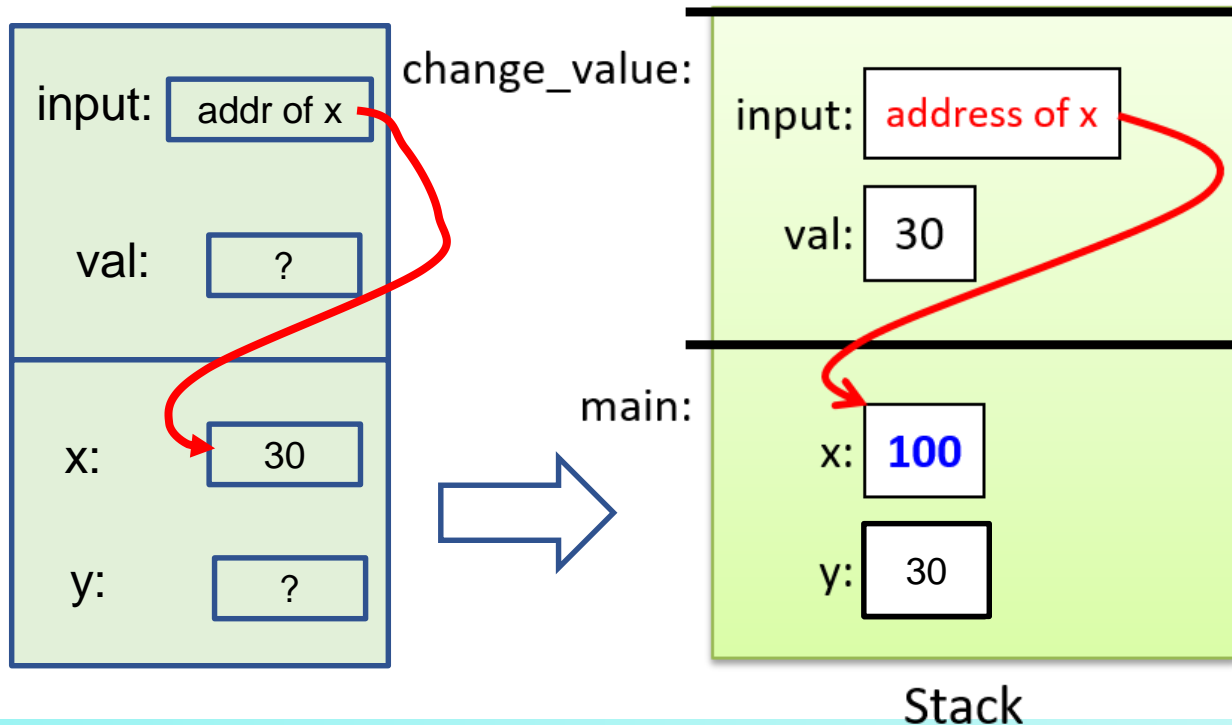 input: addr of x
val: ?
x: 30
y: ?
change_value:
input: address of x
val: 30
main:
x: 100
y: 30
Stack